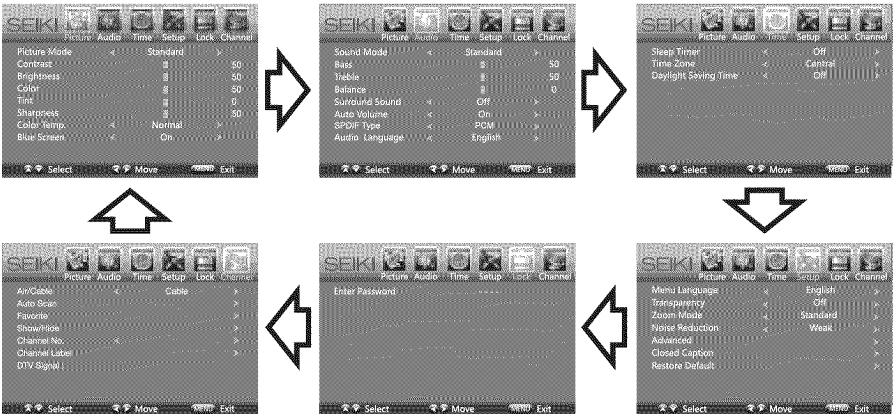 SEIKI
Picture Audio Time Setup Lock Channel
Picture Mode Standard
Contrast 50
Brightness 50
Color 50
Tint 0
Sharpness 50
Color Temp. Normal
Blue Screen On
Select Move MENU Exit
SEIKI
Picture Audio Time Setup Lock Channel
Sound Mode Standard
Bass 50
Treble 50
Balance 0
Surround Sound Off
Auto Volume On
SPDIF Type PCM
Audio Language English
Select Move MENU Exit
SEIKI
Picture Audio Time Setup Lock Channel
Sleep Timer Off
Time Zone Central
Daylight Saving Time Off
Select Move MENU Exit
SEIKI
Picture Audio Time Setup Lock Channel
Air/Cable Cable
Auto Scan
Favorite
Show/Hide
Channel No.
Channel Label
DTV Signal
Select Move MENU Exit
SEIKI
Picture Audio Time Setup Lock Channel
Enter Password ----
Select Move MENU Exit
SEIKI
Picture Audio Time Setup Lock Channel
Menu Language English
Transparency Off
Zoom Mode Standard
Noise Reduction Weak
Advanced
Closed Caption
Restore Default
Select Move MENU Exit